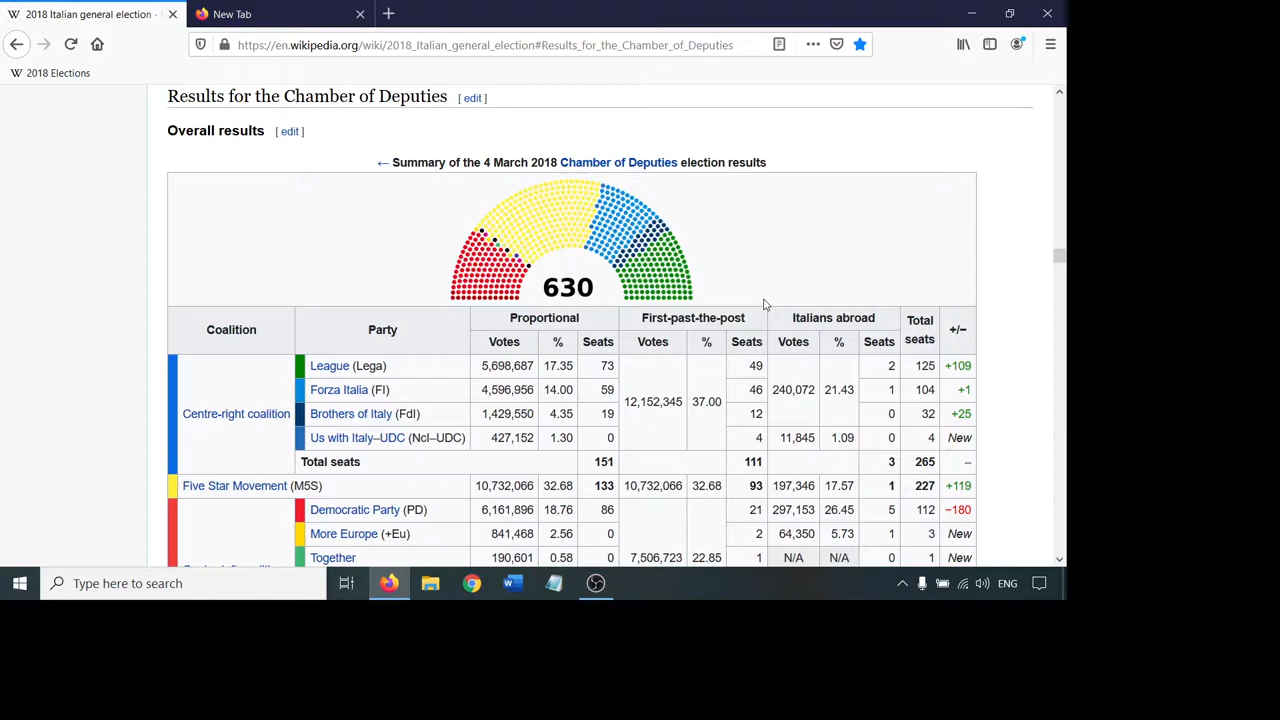 2018 Italian general election - 
New Tab
https://en.wikipedia.org/wiki/2018_Italian_general_election#Results_for_the_Chamber_of_Deputies
2018 Elections
Results for the Chamber of Deputies [ edit ]
Overall results [ edit ]
← Summary of the 4 March 2018 Chamber of Deputies election results
630
Coalition Party Proportional First-past-the-post Italians abroad Total seats +/−
Votes % Seats Votes % Seats Votes % Seats
Centre-right coalition League (Lega) 5,698,687 17.35 73 12,152,345 37.00 49 240,072 21.43 2 125 +109
Forza Italia (FI) 4,596,956 14.00 59 46 1 104 +1
Brothers of Italy (FdI) 1,429,550 4.35 19 12 0 32 +25
Us with Italy–UDC (NcI–UDC) 427,152 1.30 0 4 11,845 1.09 0 4 New
Total seats 151 111 3 265 –
Five Star Movement (M5S) 10,732,066 32.68 133 10,732,066 32.68 93 197,346 17.57 1 227 +119
Democratic Party (PD) 6,161,896 18.76 86 21 297,153 26.45 5 112 −180
More Europe (+Eu) 841,468 2.56 0 2 64,350 5.73 1 3 New
Together 190,601 0.58 0 7,506,723 22.85 1 N/A N/A 0 1 New
Type here to search
ENG